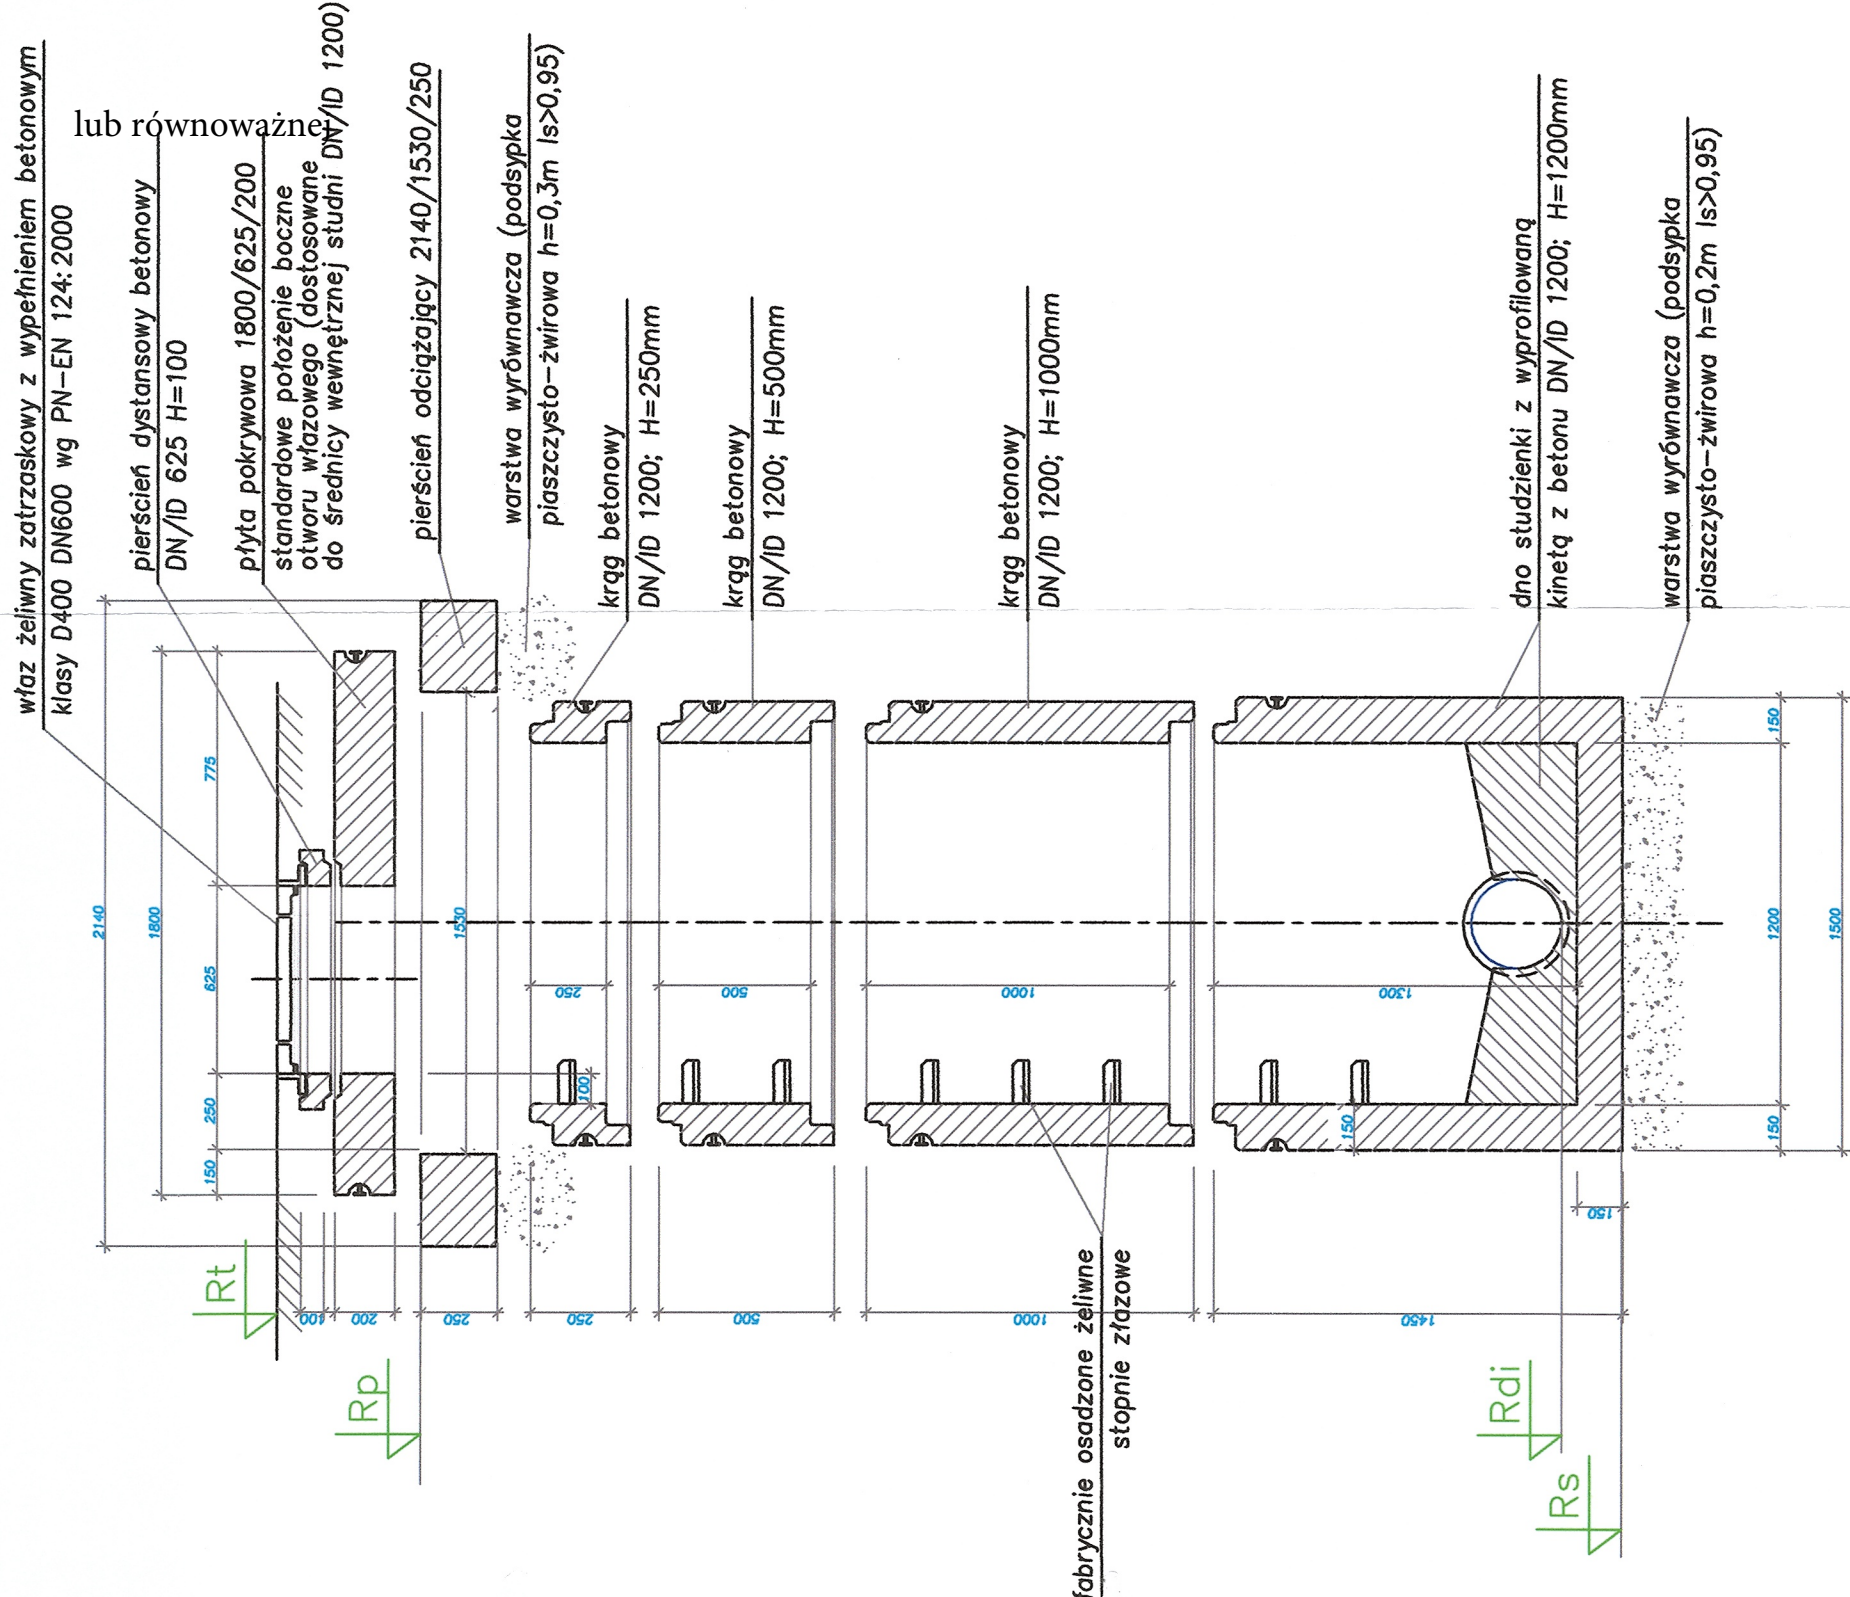 właz żeliwny zatrzaskowy z wypełnieniem betonowym
klasy D400 DN600 wg PN-EN 124:2000
lub równoważnej
pierścień dystansowy betonowy
DN/ID 625 H=100
płyta pokrywowa 1800/625/200
standardowe położenie boczne
otworu włazowego (dostosowane
do średnicy wewnętrznej studni DN/ID 1200)
pierścień odciążający 2140/1530/250
warstwa wyrównawcza (podsypka
piaszczysto-żwirowa h=0,3m Is>0,95)
krąg betonowy
DN/ID 1200; H=250mm
krąg betonowy
DN/ID 1200; H=500mm
krąg betonowy
DN/ID 1200; H=1000mm
dno studzienki z wyprofilowaną
kinetą z betonu DN/ID 1200; H=1200mm
warstwa wyrównawcza (podsypka
piaszczysto-żwirowa h=0,2m Is>0,95)
fabrycznie osadzone żeliwne
stopnie złazowe
2140
1800
775
625
250
150
1530
250
500
1000
1300
100
150
150
1200
150
1500
150
100
200
250
250
500
1000
1450
Rt
Rp
Rdi
Rs